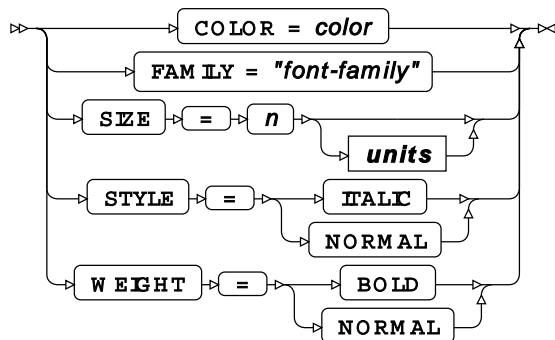 COLOR = color
FAMILY = "font-family"
SIZE = n
units
STYLE = ITALIC
NORMAL
WEIGHT = BOLD
NORMAL